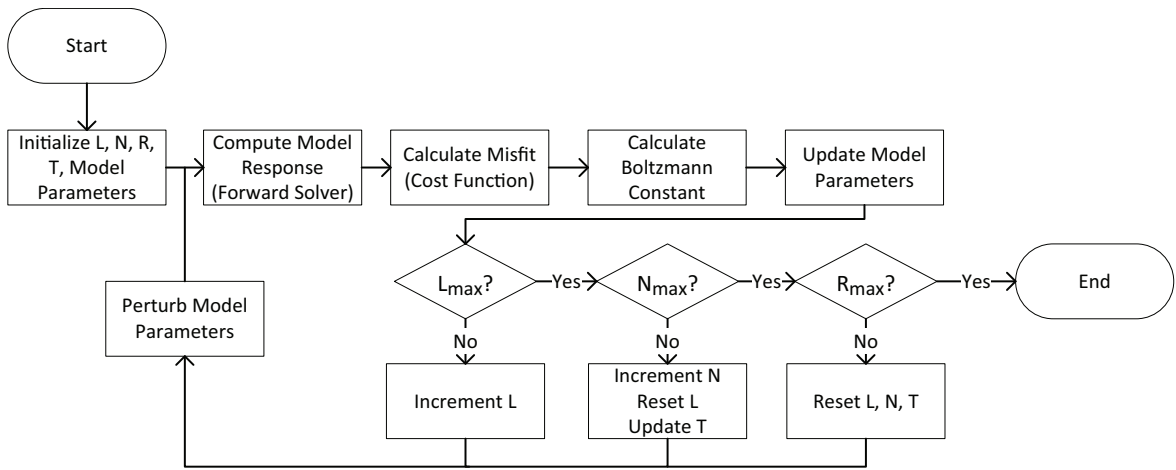 Start
Initialize L, N, R,
T, Model
Parameters
Compute Model
Response
(Forward Solver)
Calculate Misfit
(Cost Function)
Calculate
Boltzmann
Constant
Update Model
Parameters
Lmax?
Yes
Nmax?
Yes
Rmax?
Yes
End
Perturb Model
Parameters
No
No
No
Increment L
Increment N
Reset L
Update T
Reset L, N, T